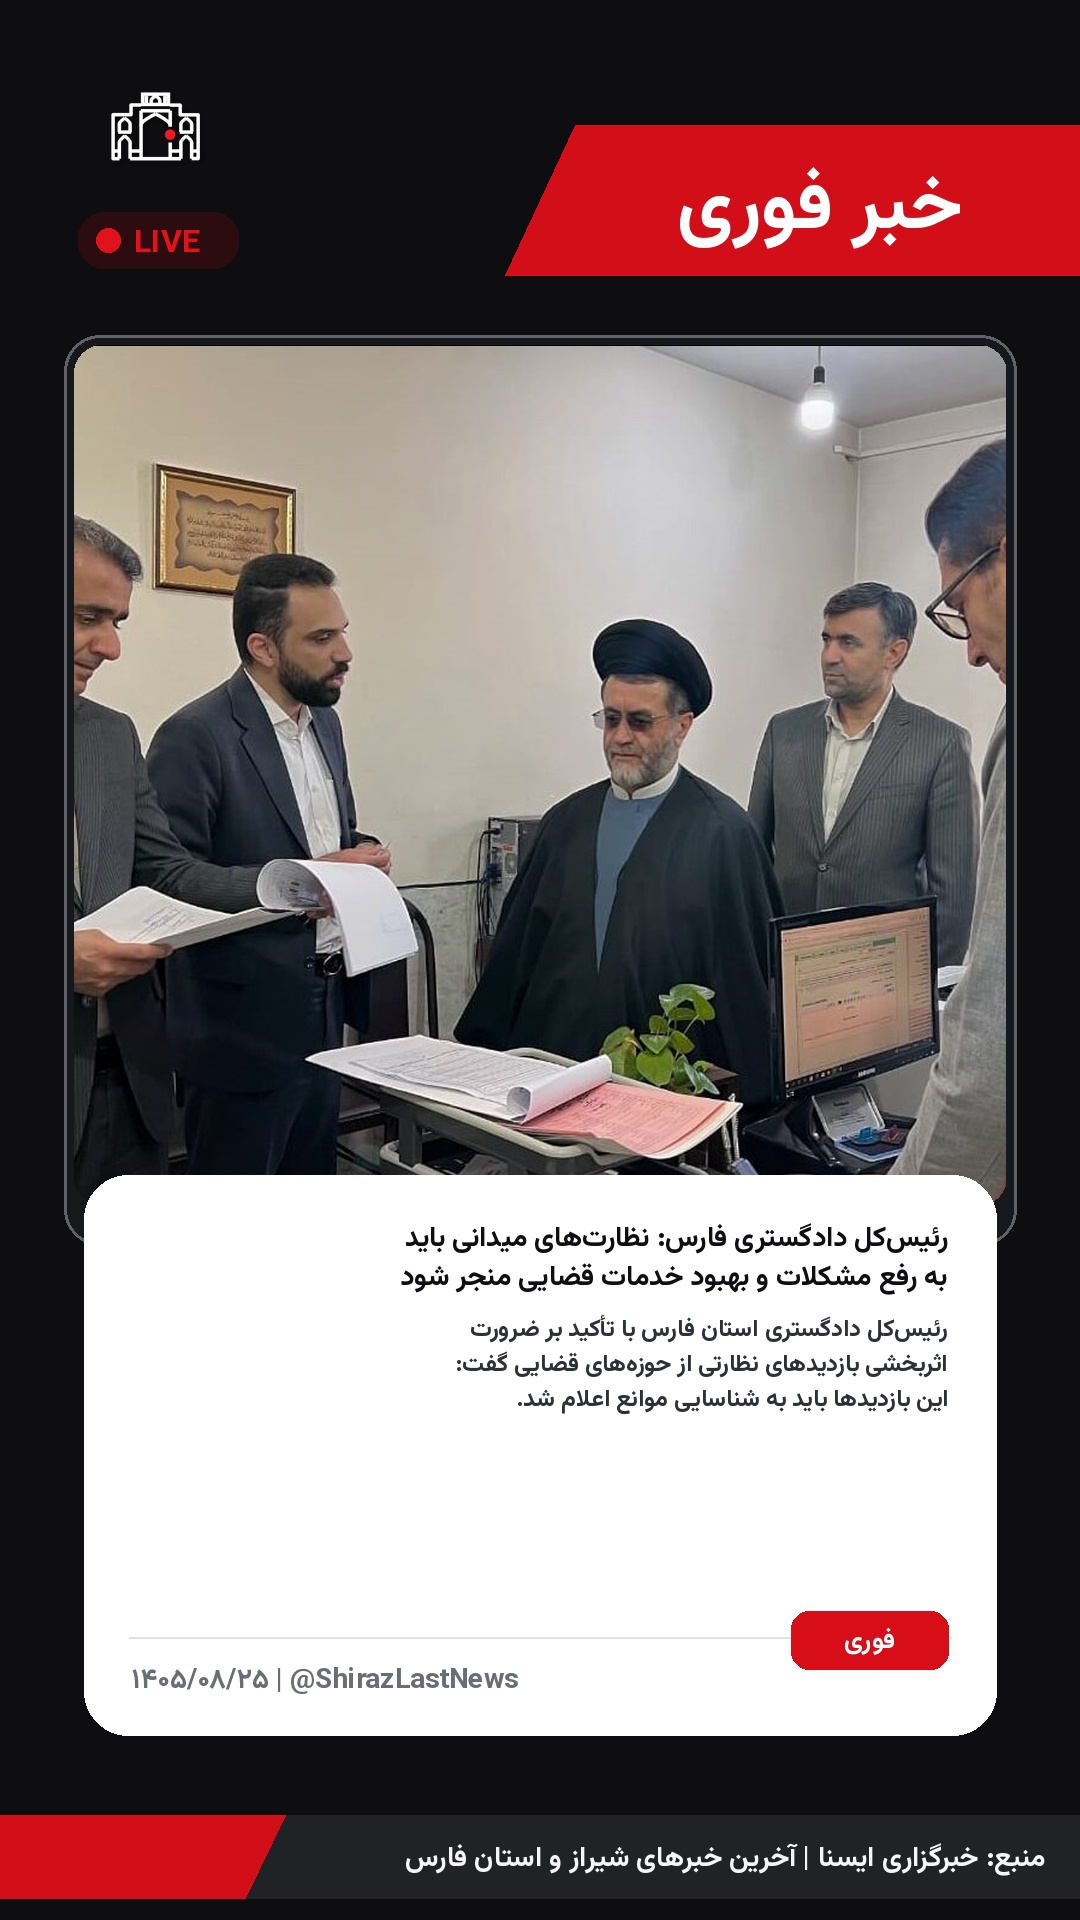 خبر فوری
LIVE
رئیس‌کل دادگستری فارس: نظارت‌های میدانی باید
به رفع مشکلات و بهبود خدمات قضایی منجر شود
رئیس‌کل دادگستری استان فارس با تأکید بر ضرورت
اثربخشی بازدیدهای نظارتی از حوزه‌های قضایی گفت:
این بازدیدها باید به شناسایی موانع اعلام شد.
فوری
۱۴۰۵/۰۸/۲۵ | @ShirazLastNews
منبع: خبرگزاری ایسنا | آخرین خبرهای شیراز و استان فارس